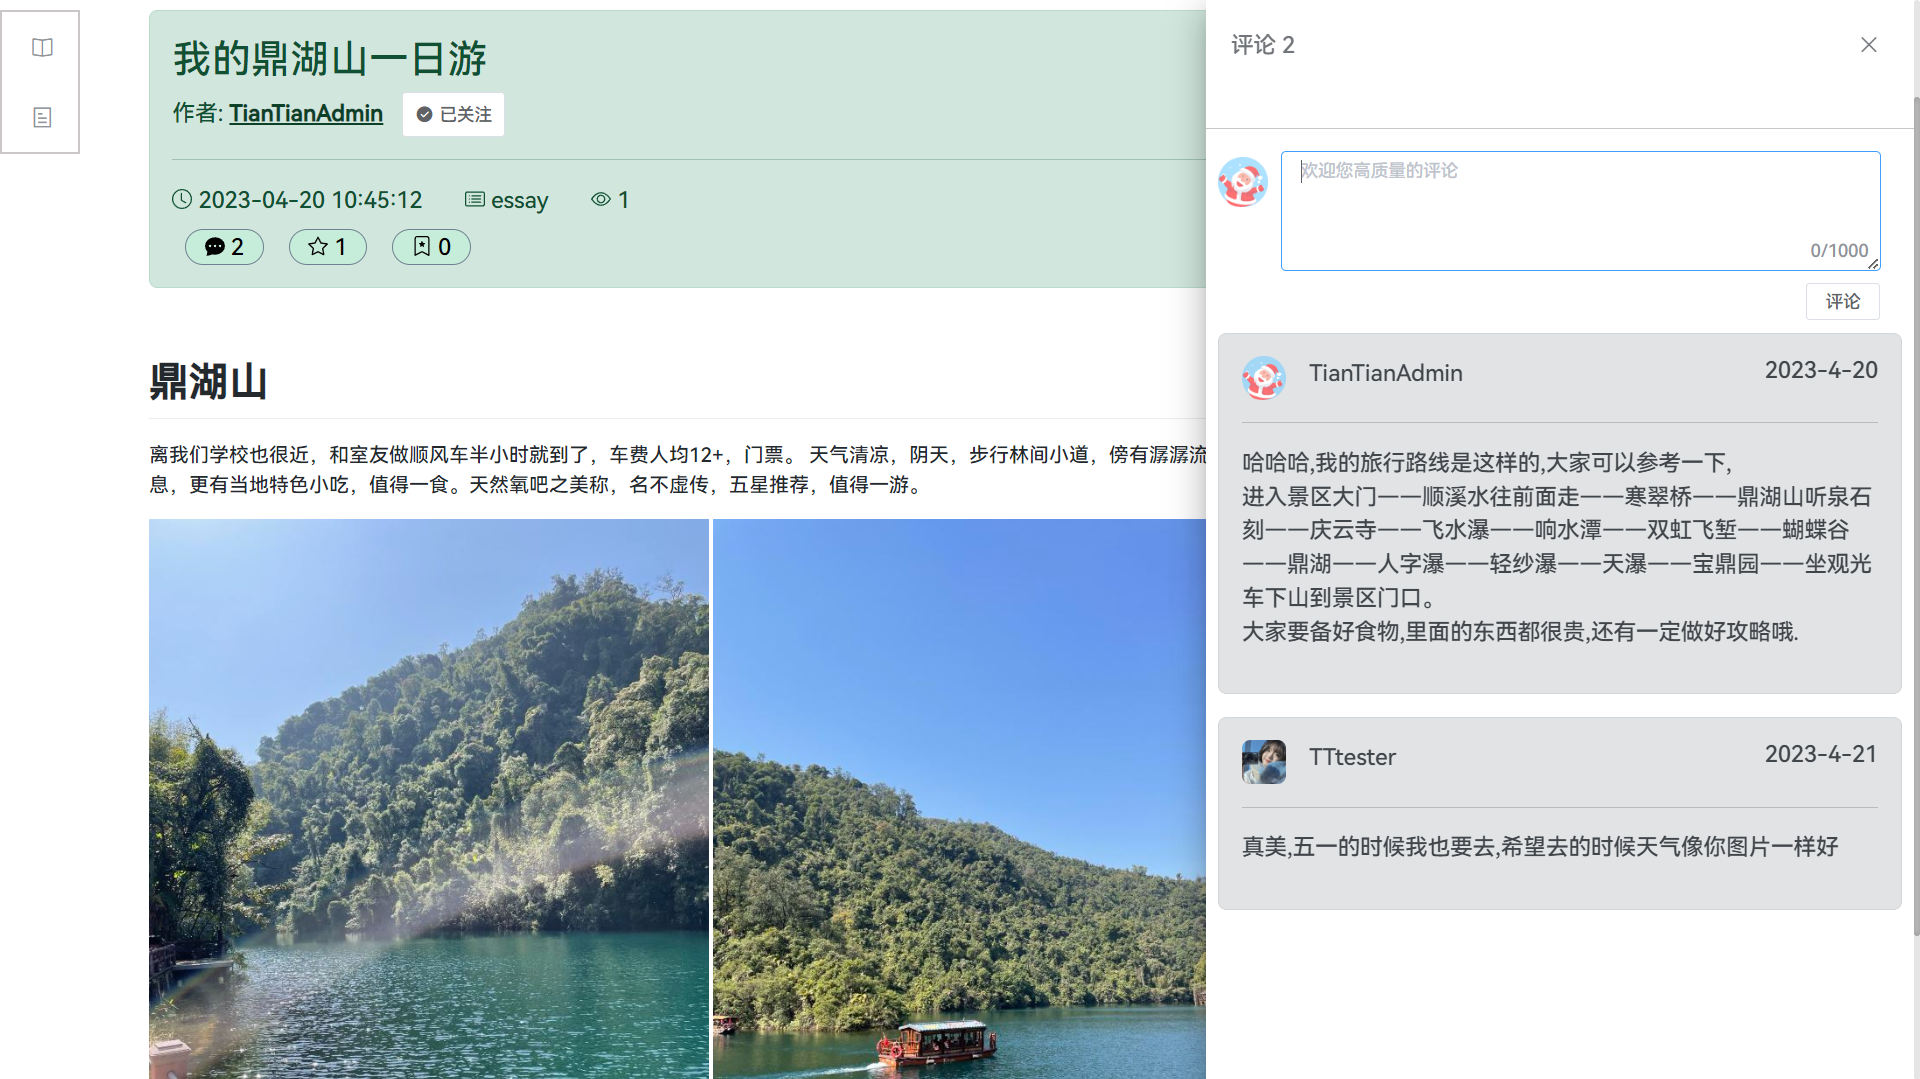 我的鼎湖山一日游
作者: TianTianAdmin 已关注
2023-04-20 10:45:12 essay 1
2 1 0
鼎湖山
离我们学校也很近，和室友做顺风车半小时就到了，车费人均12+，门票。 天气清凉，阴天，步行林间小道，傍有潺潺流
息，更有当地特色小吃，值得一食。天然氧吧之美称，名不虚传，五星推荐，值得一游。
评论 2
欢迎您高质量的评论
0/1000
评论
TianTianAdmin 2023-4-20
哈哈哈,我的旅行路线是这样的,大家可以参考一下,
进入景区大门——顺溪水往前面走——寒翠桥——鼎湖山听泉石
刻——庆云寺——飞水瀑——响水潭——双虹飞堑——蝴蝶谷
——鼎湖——人字瀑——轻纱瀑——天瀑——宝鼎园——坐观光
车下山到景区门口。
大家要备好食物,里面的东西都很贵,还有一定做好攻略哦.
TTtester 2023-4-21
真美,五一的时候我也要去,希望去的时候天气像你图片一样好